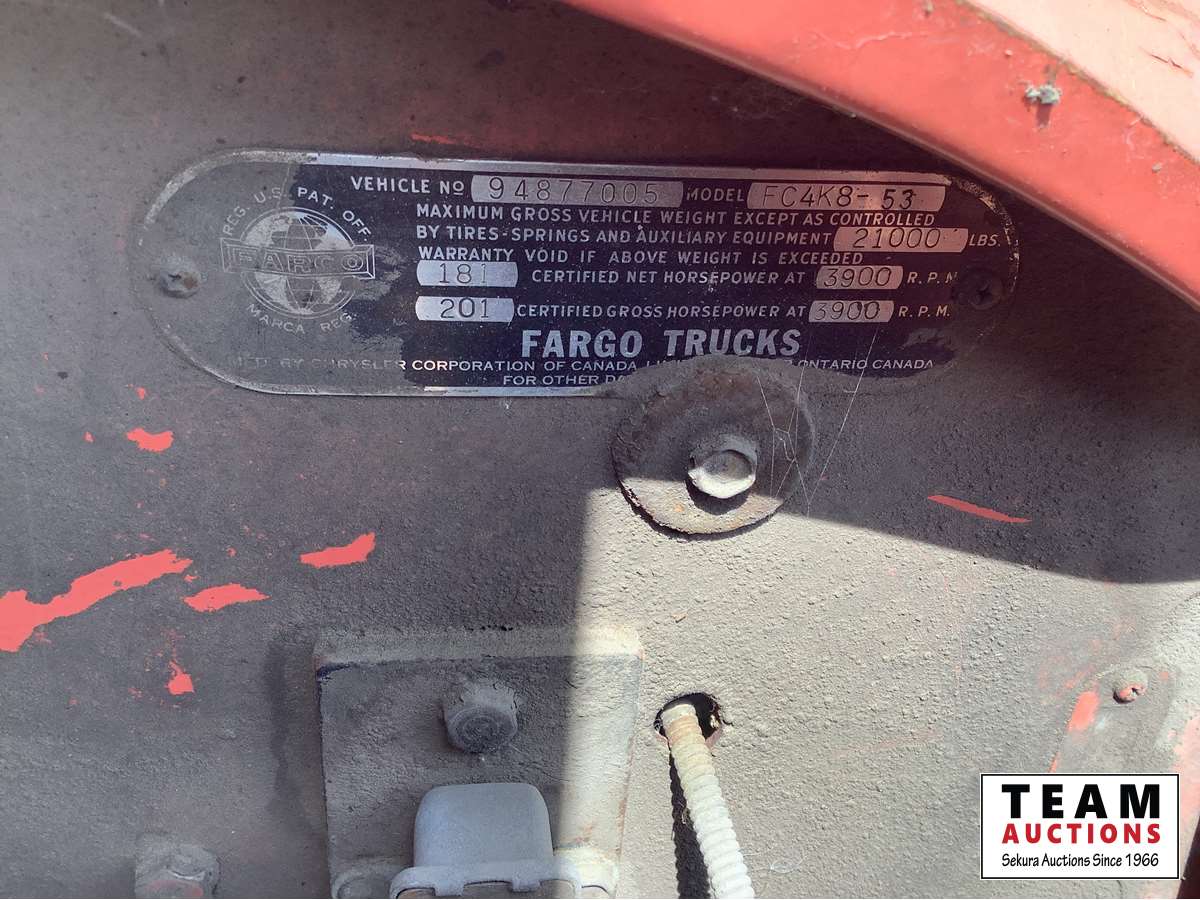 VEHICLE Nº 94877005 MODEL FC4K8-53
MAXIMUM GROSS VEHICLE WEIGHT EXCEPT AS CONTROLLED
BY TIRES-SPRINGS AND AUXILIARY EQUIPMENT 21000 LBS.
WARRANTY VOID IF ABOVE WEIGHT IS EXCEEDED
181 CERTIFIED NET HORSEPOWER AT 3900 R.P.M
201 CERTIFIED GROSS HORSEPOWER AT 3900 R.P.M.
REG. U.S. PAT. OFF.
FARGO
MARCA REG.
FARGO TRUCKS
BY CHRYSLER CORPORATION OF CANADA ONTARIO CANADA
FOR OTHER
TEAM
AUCTIONS
Sekura Auctions Since 1966